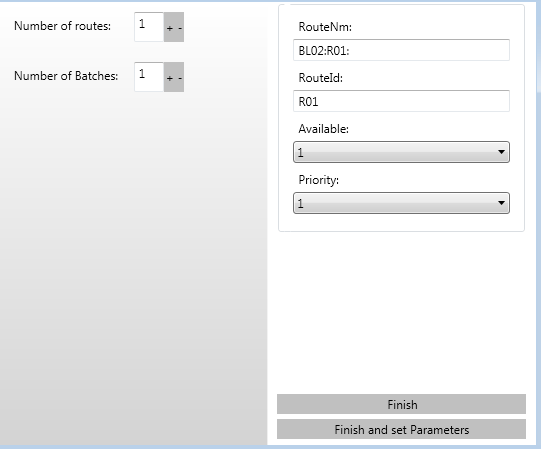 Number of routes: 1 + -
Number of Batches: 1 + -
RouteNm:
BL02:R01:
RouteId:
R01
Available:
1
Priority:
1
Finish
Finish and set Parameters